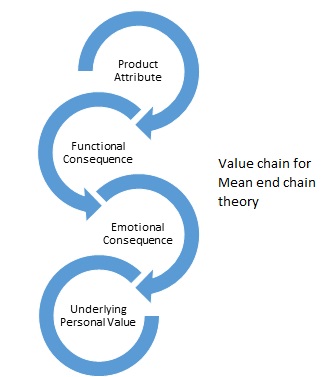 Product
Attribute
Functional
Consequence
Value chain for
Mean end chain
theory
Emotional
Consequence
Underlying
Personal Value